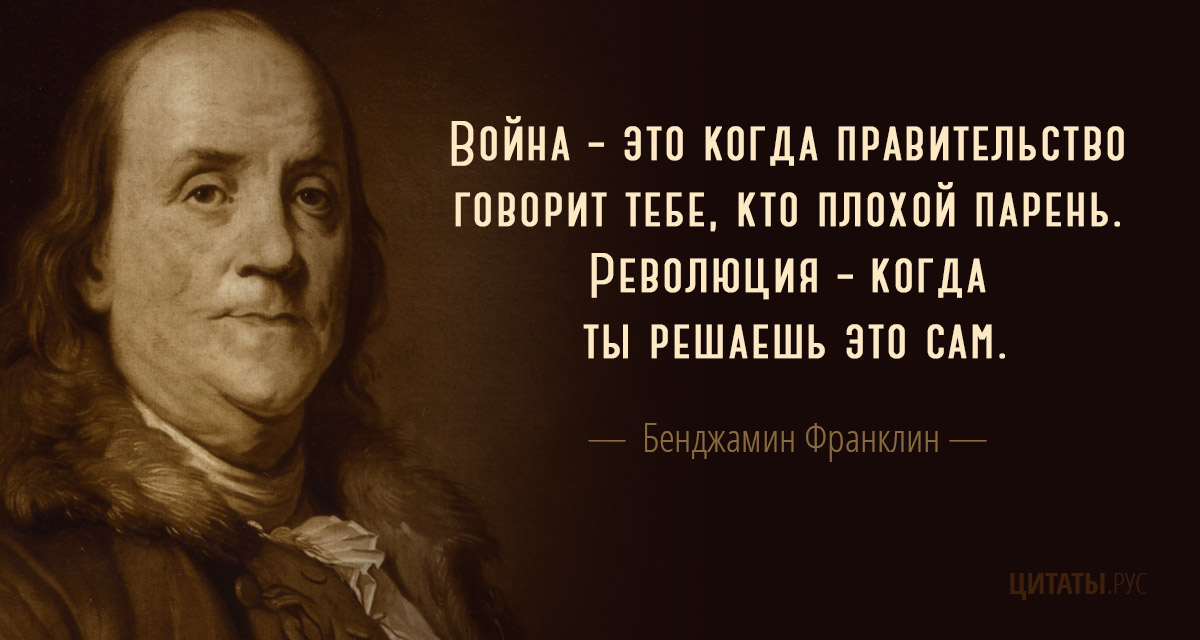 Война – это когда правительство
говорит тебе, кто плохой парень.
Революция – когда
ты решаешь это сам.
— Бенджамин Франклин —
ЦИТАТЫ.РУС